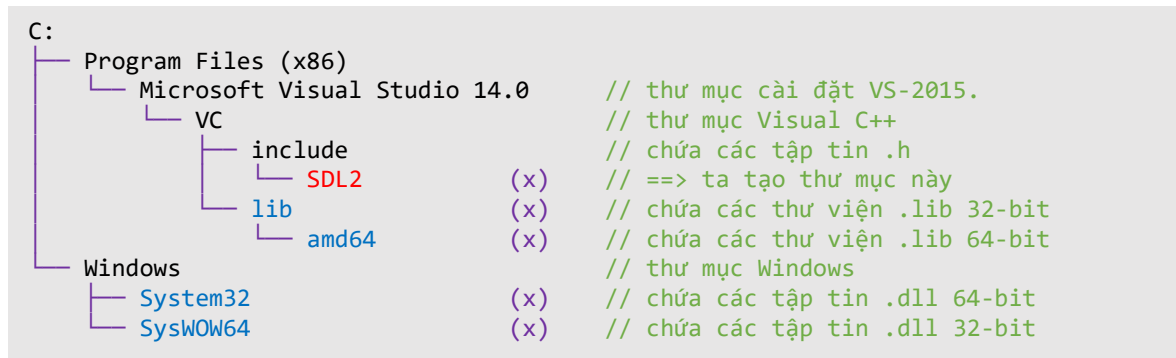 C:
├── Program Files (x86)
│   └── Microsoft Visual Studio 14.0     // thư mục cài đặt VS-2015.
│       └── VC                           // thư mục Visual C++
│           ├── include                  // chứa các tập tin .h
│           │   └── SDL2          (x)    // ==> ta tạo thư mục này
│           └── lib               (x)    // chứa các thư viện .lib 32-bit
│               └── amd64         (x)    // chứa các thư viện .lib 64-bit
└── Windows                              // thư mục Windows
    ├── System32                  (x)    // chứa các tập tin .dll 64-bit
    └── SysWOW64                  (x)    // chứa các tập tin .dll 32-bit